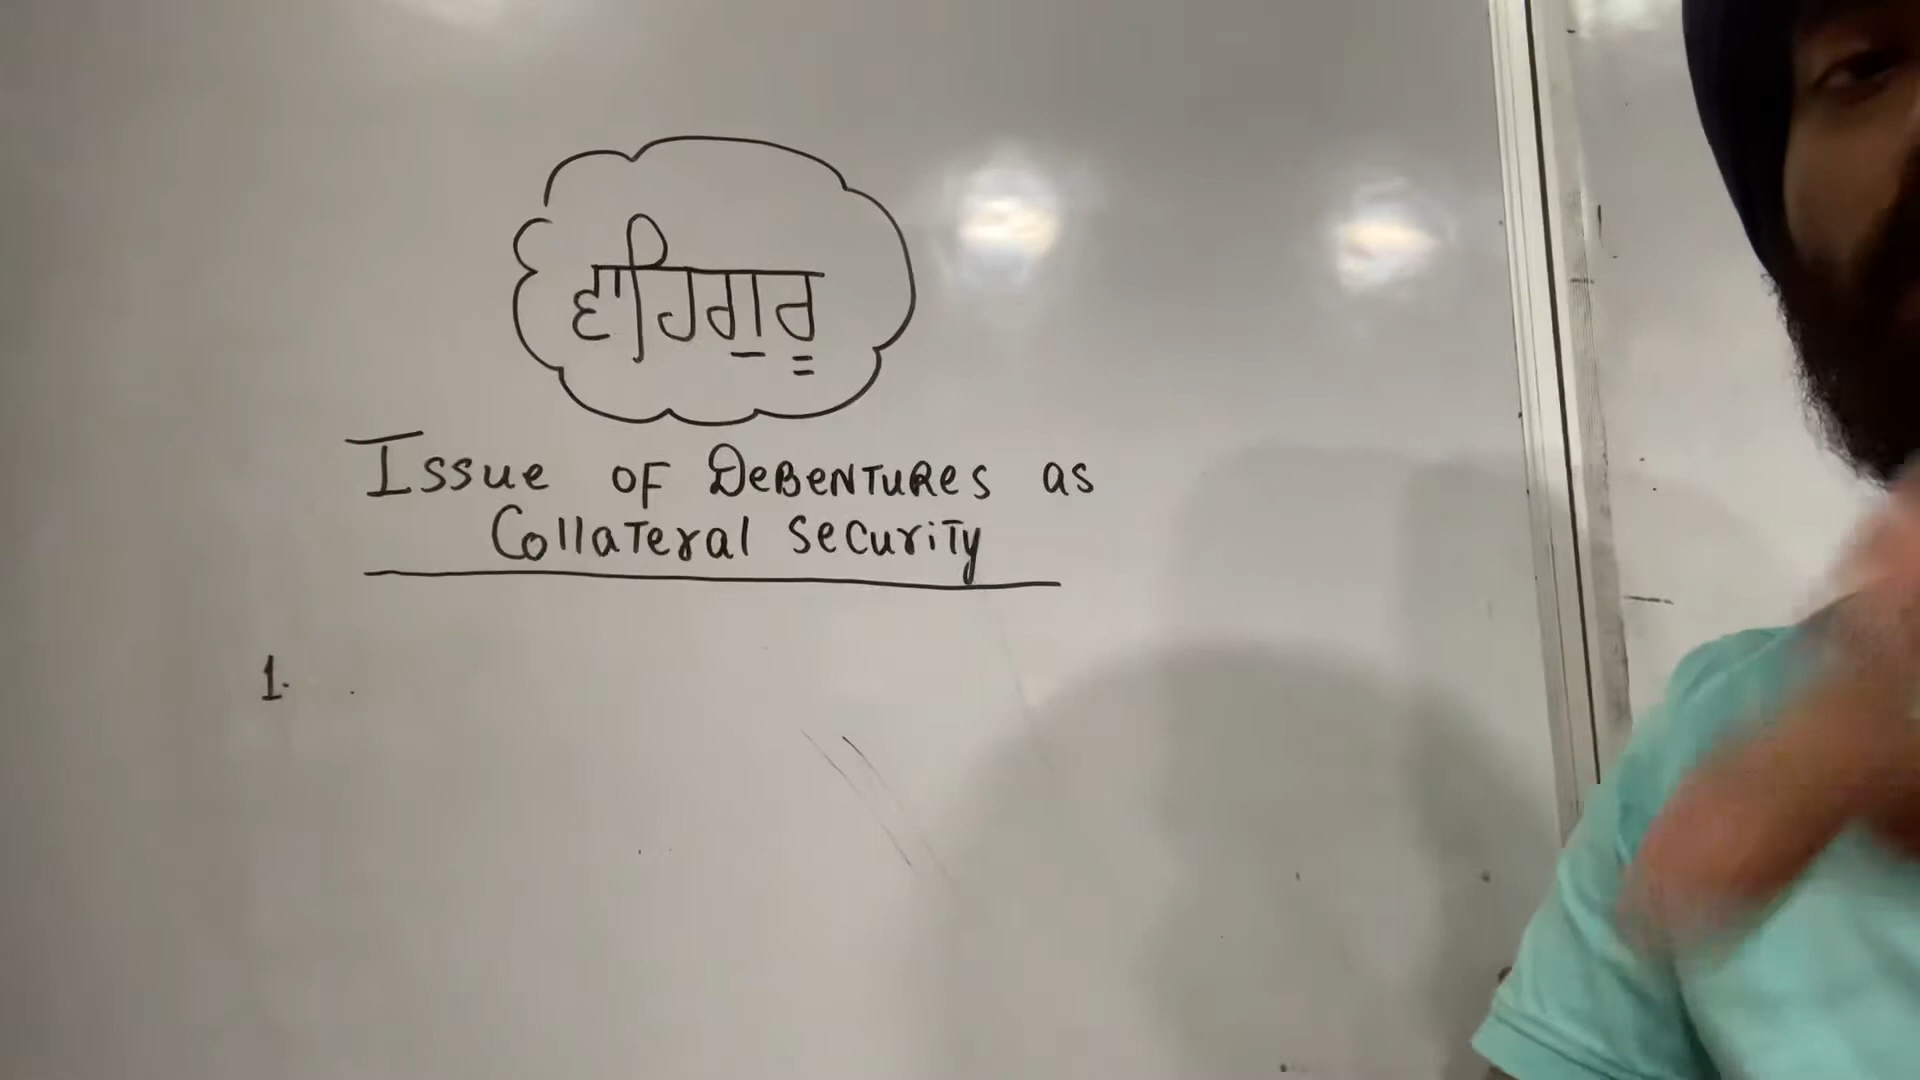 ਵਾਹਿਗੁਰੂ
Issue of Debentures as
Collateral Security
1.